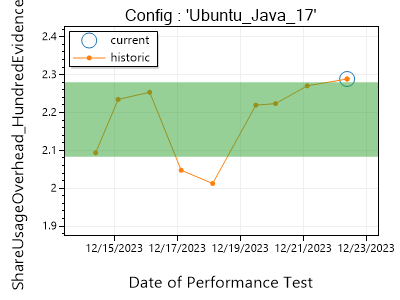 Config : 'Ubuntu_Java_17'
current
historic
ShareUsageOverhead_HundredEvidence
2.4
2.3
2.2
2.1
2
1.9
12/15/2023
12/17/2023
12/19/2023
12/21/2023
12/23/2023
Date of Performance Test